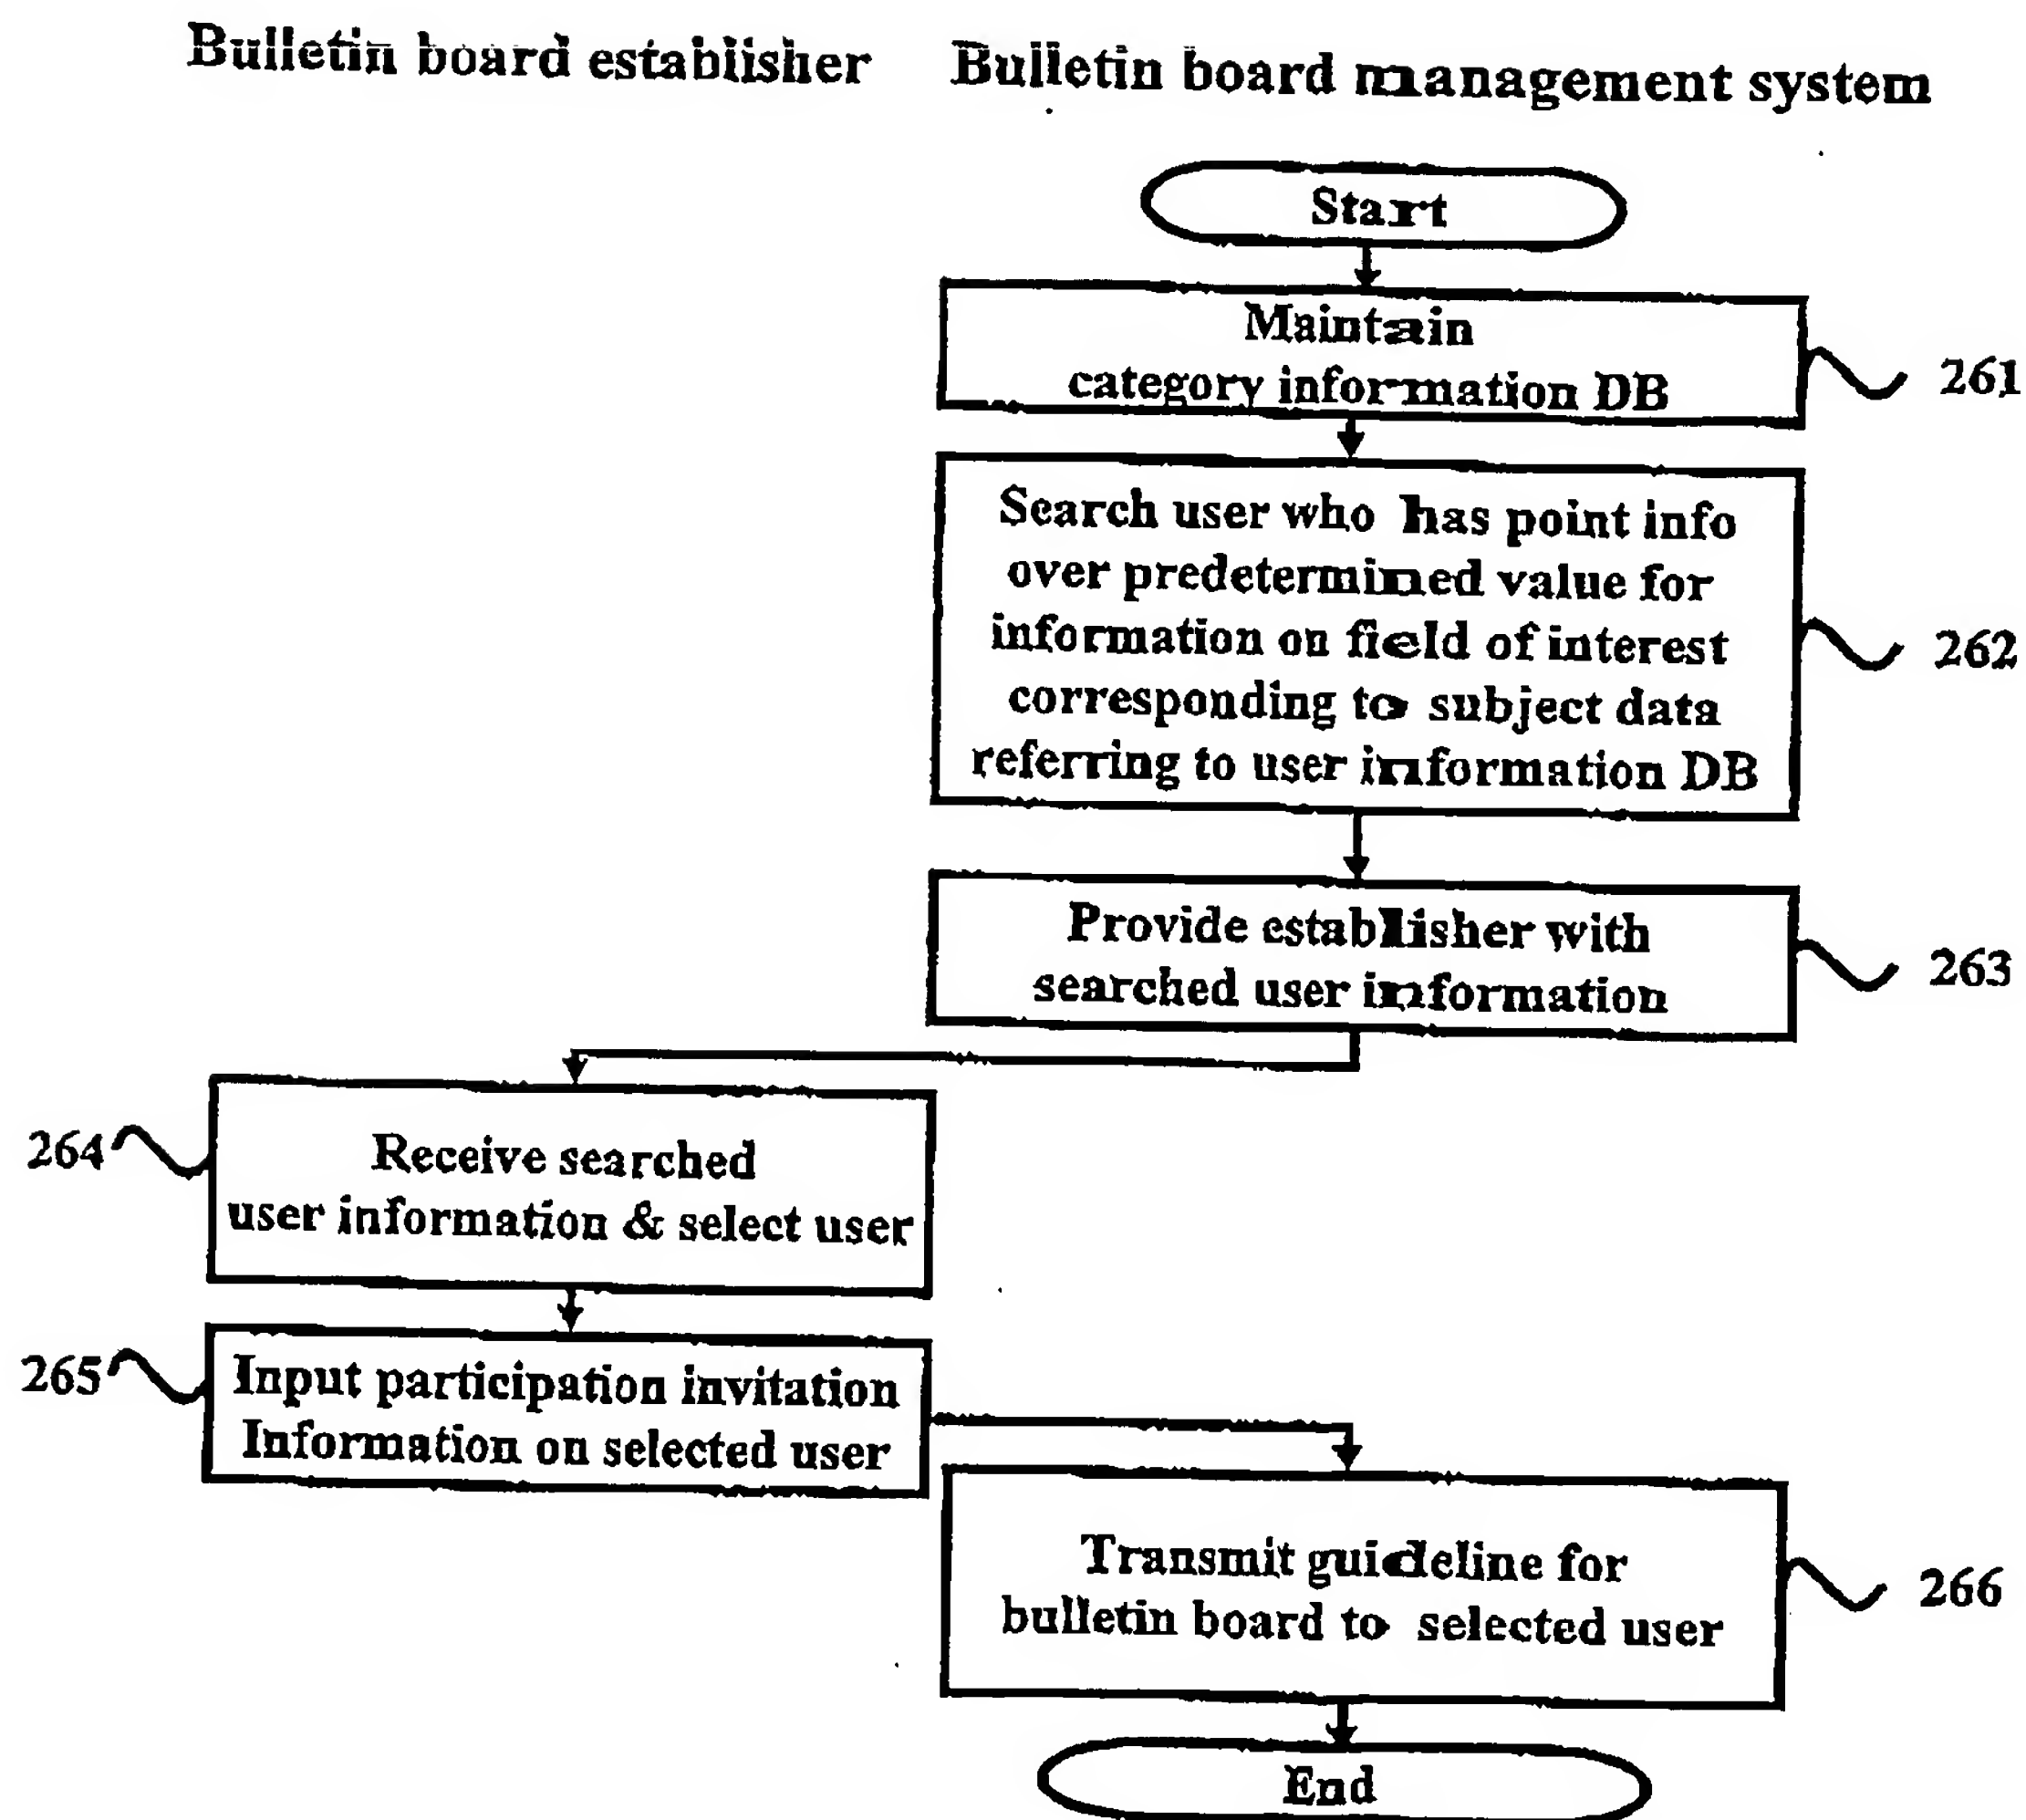 Bulletin board establisher
Bulletin board management system
Start
Maintain
category information DB
261
Search user who has point info
over predetermined value for
information on field of interest
corresponding to subject data
referring to user information DB
262
Provide establisher with
searched user information
263
264
Receive searched
user information & select user
265
Input participation invitation
Information on selected user
Transmit guideline for
bulletin board to selected user
266
End